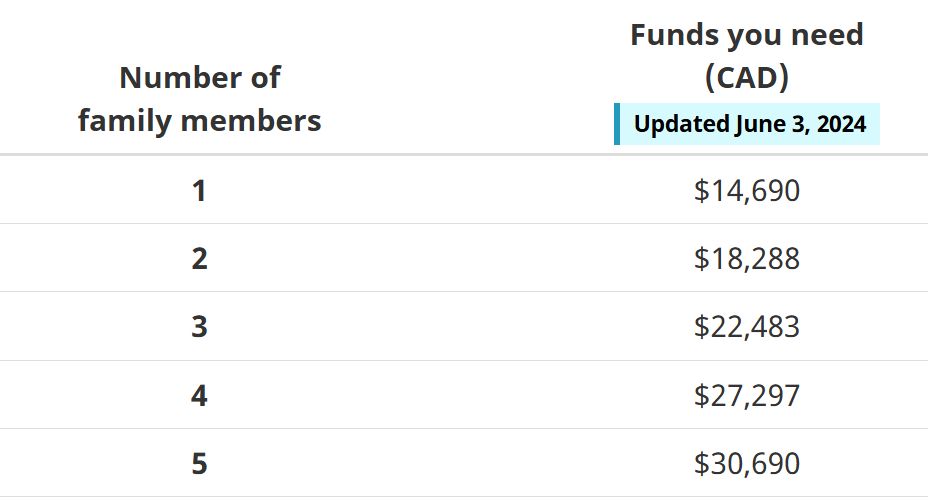 Number of
family members
Funds you need
(CAD)
Updated June 3, 2024
1 $14,690
2 $18,288
3 $22,483
4 $27,297
5 $30,690